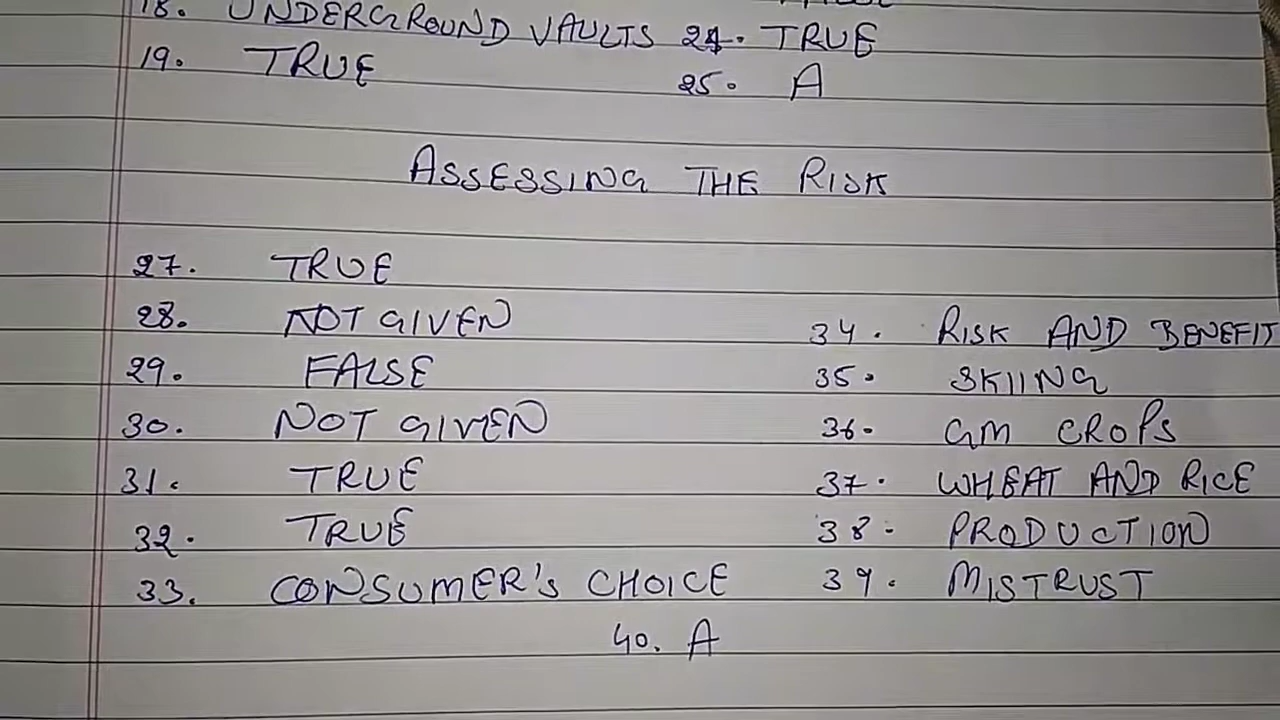 18. UNDERGROUND VAULTS 24. TRUE
19. TRUE
25. A
ASSESSING THE RISK
27. TRUE
28. NOT GIVEN
34. RISK AND BENEFIT
29. FALSE
35. SKIING
30. NOT GIVEN
36. GM CROPS
31. TRUE
37. WHEAT AND RICE
32. TRUE
38. PRODUCTION
33. CONSUMER's CHOICE
39. MISTRUST
40. A